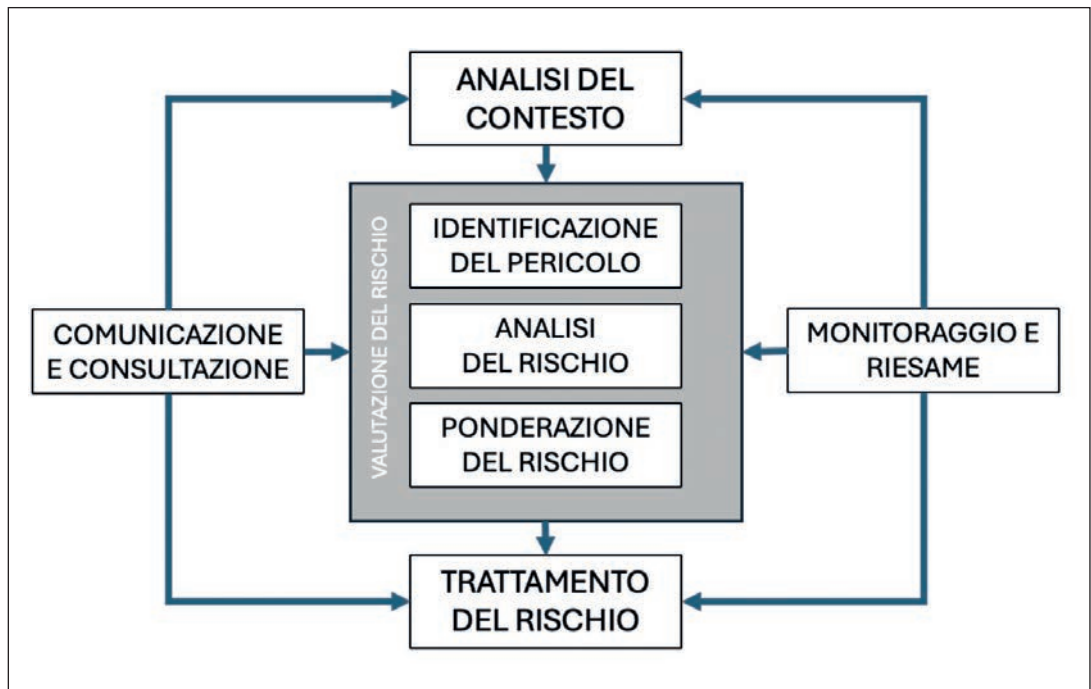 ANALISI DEL
CONTESTO
VALUTAZIONE DEL RISCHIO
IDENTIFICAZIONE
DEL PERICOLO
ANALISI
DEL RISCHIO
PONDERAZIONE
DEL RISCHIO
COMUNICAZIONE
E CONSULTAZIONE
MONITORAGGIO E
RIESAME
TRATTAMENTO
DEL RISCHIO